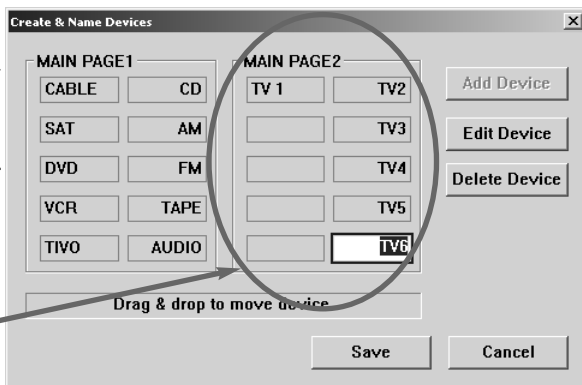 Create & Name Devices
MAIN PAGE1
CABLE CD
SAT AM
DVD FM
VCR TAPE
TIVO AUDIO
MAIN PAGE2
TV 1 TV2
TV3
TV4
TV5
TV6
Add Device
Edit Device
Delete Device
Drag & drop to move device
Save Cancel